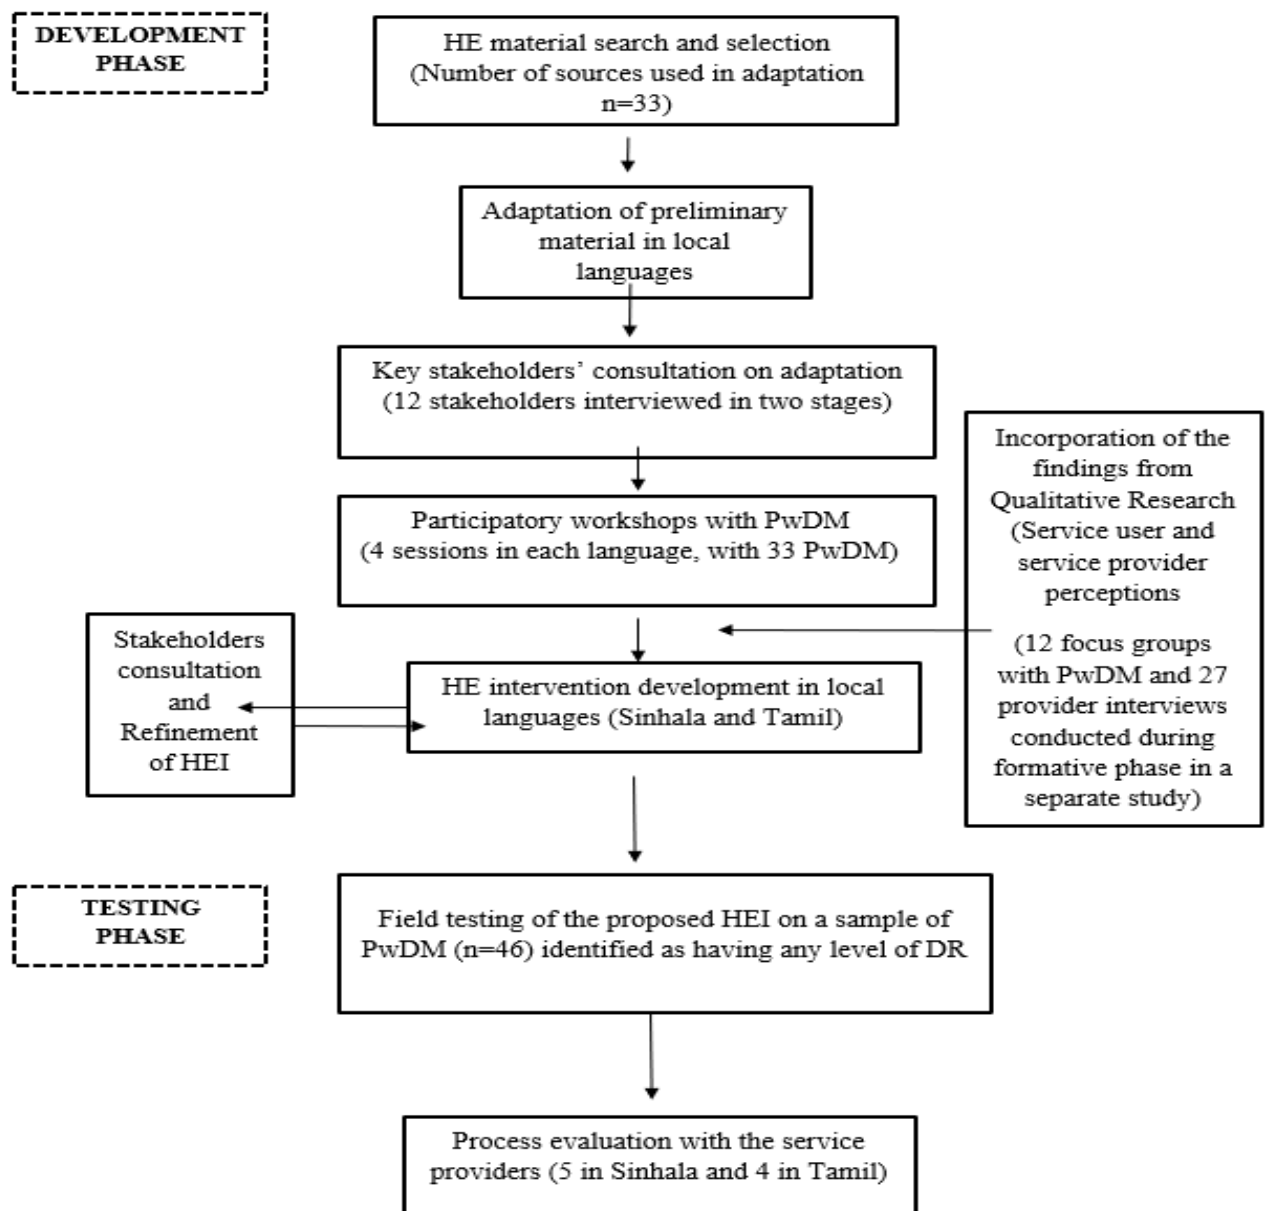 DEVELOPMENT
PHASE
HE material search and selection
(Number of sources used in adaptation
n=33)
Adaptation of preliminary
material in local
languages
Key stakeholders’ consultation on adaptation
(12 stakeholders interviewed in two stages)
Participatory workshops with PwDM
(4 sessions in each language, with 33 PwDM)
Incorporation of the
findings from
Qualitative Research
(Service user and
service provider
perceptions
(12 focus groups
with PwDM and 27
provider interviews
conducted during
formative phase in a
separate study)
Stakeholders
consultation
and
Refinement
of HEI
HE intervention development in local
languages (Sinhala and Tamil)
TESTING
PHASE
Field testing of the proposed HEI on a sample of
PwDM (n=46) identified as having any level of DR
Process evaluation with the service
providers (5 in Sinhala and 4 in Tamil)